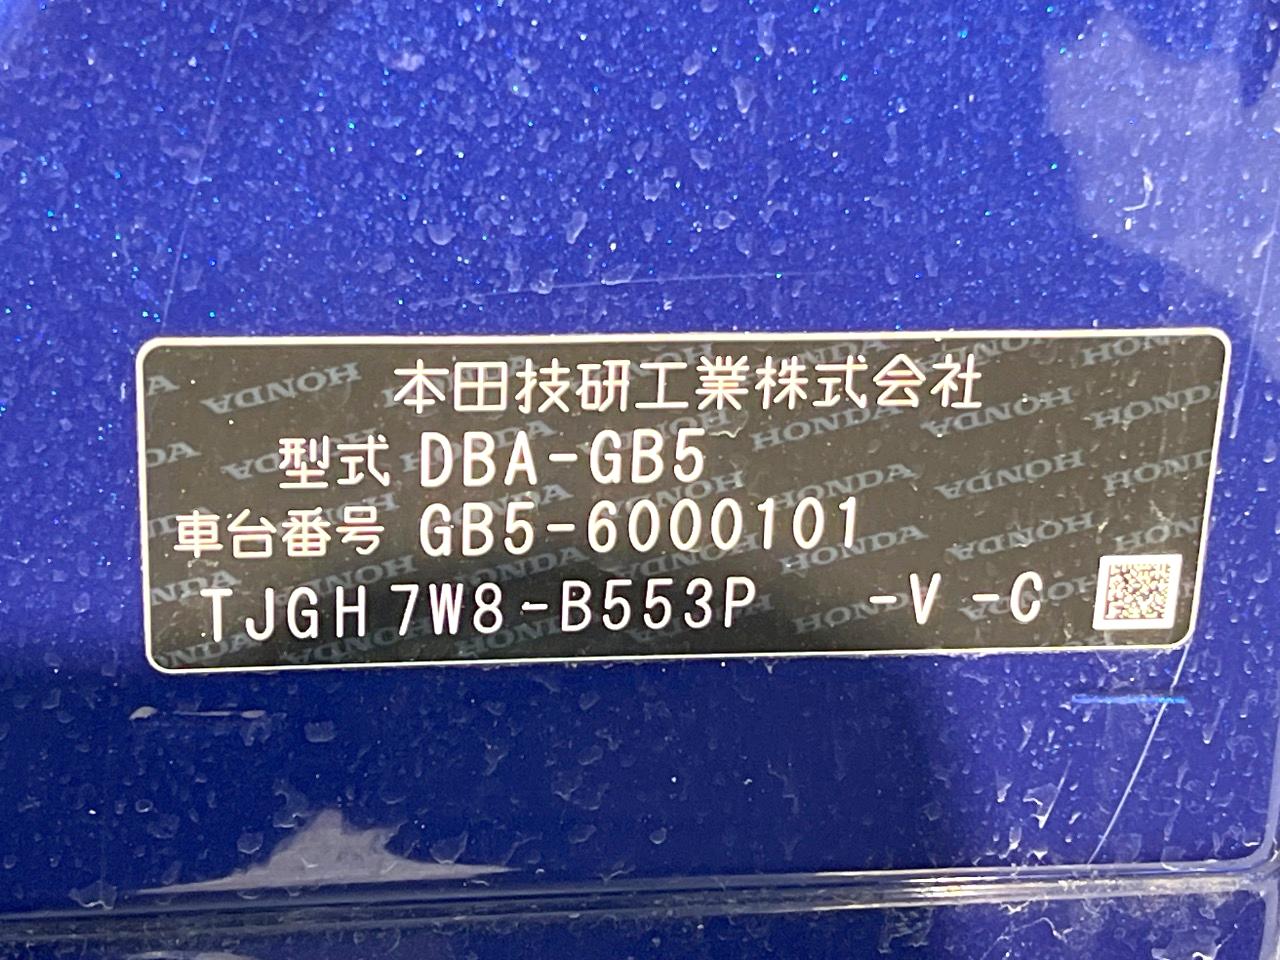 本田技研工業株式会社
型式 DBA-GB5
車台番号 GB5-6000101
TJGH7W8-B553P -V -C